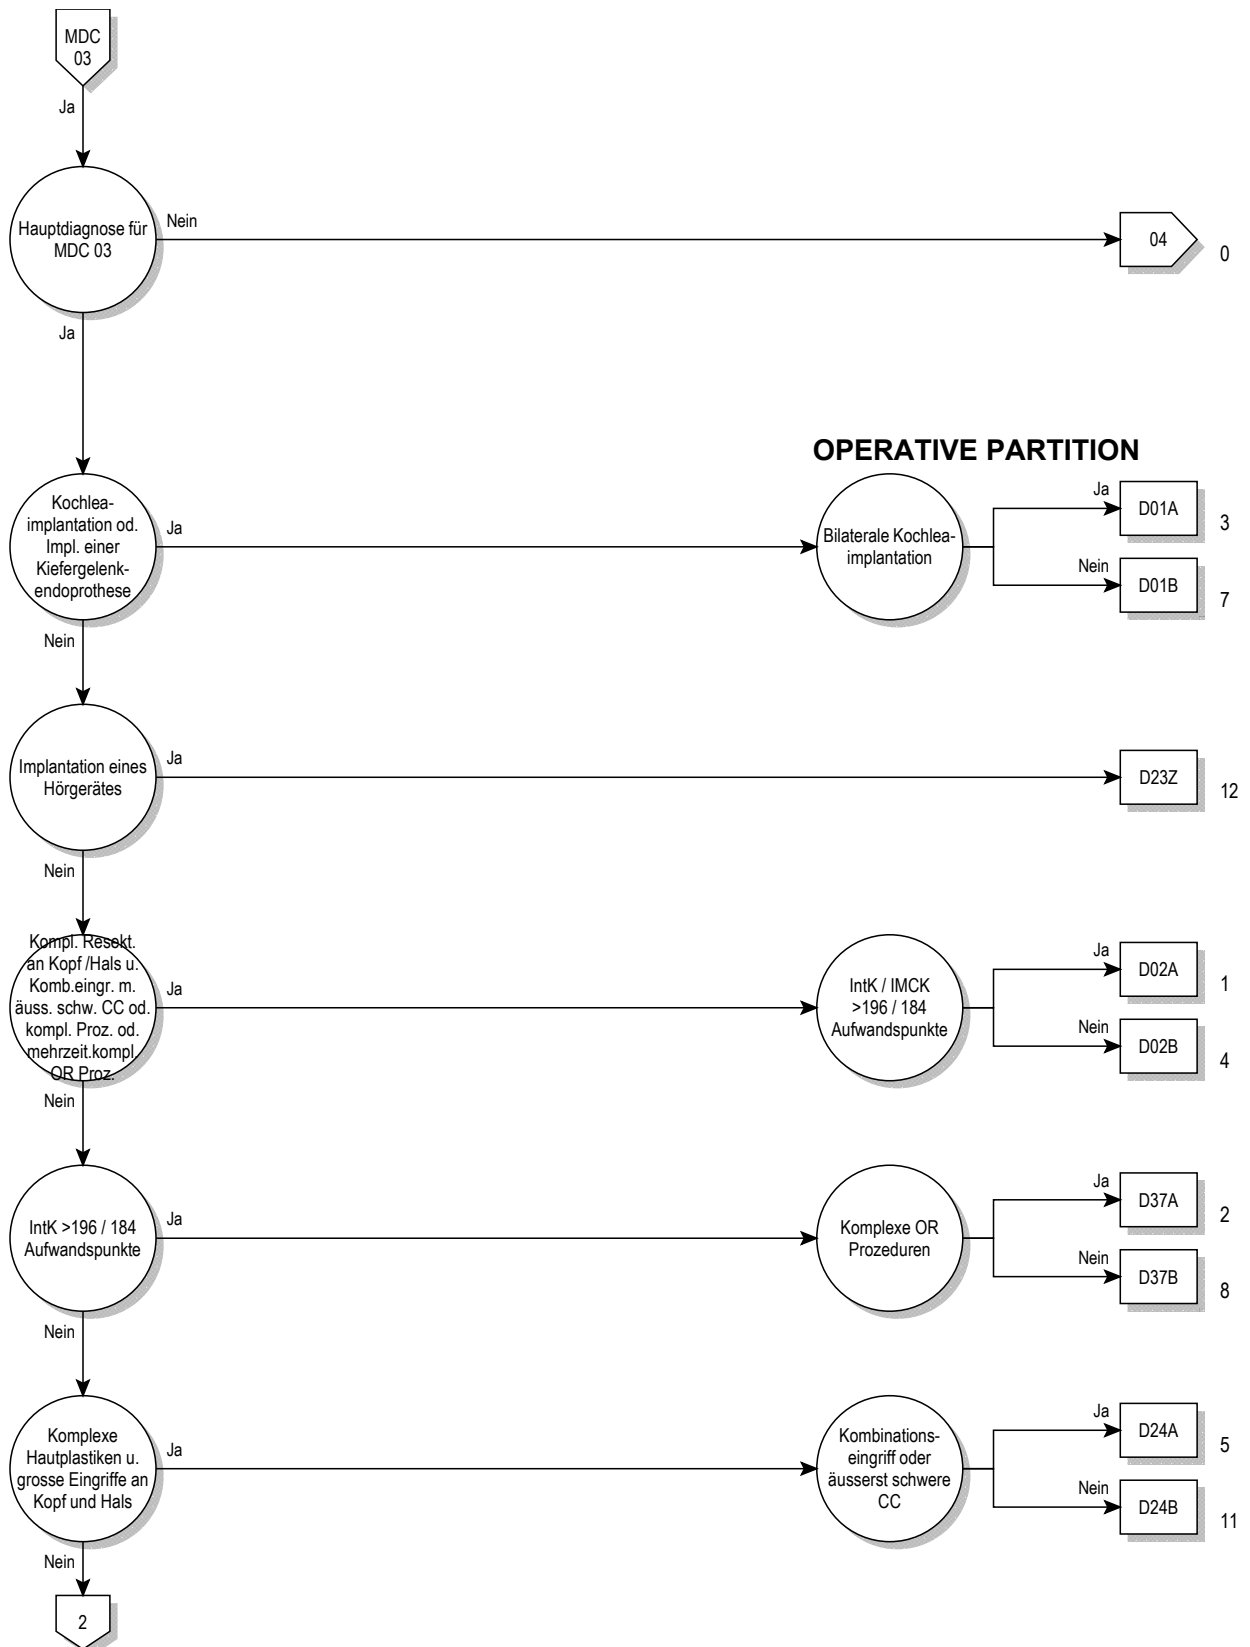 MDC
03
Ja
Hauptdiagnose für
MDC 03
Nein
04
0
Ja
OPERATIVE PARTITION
Kochlea-
implantation od.
Impl. einer
Kiefergelenk-
endoprothese
Ja
Bilaterale Kochlea-
implantation
Ja
D01A
3
Nein
D01B
7
Nein
Implantation eines
Hörgerätes
Ja
D23Z
12
Nein
Kompl. Resekt.
an Kopf /Hals u.
Komb.eingr. m.
äuss. schw. CC od.
kompl. Proz. od.
mehrzeit.kompl.
OR Proz.
Ja
IntK / IMCK
>196 / 184
Aufwandspunkte
Ja
D02A
1
Nein
D02B
4
Nein
IntK >196 / 184
Aufwandspunkte
Ja
Komplexe OR
Prozeduren
Ja
D37A
2
Nein
D37B
8
Nein
Komplexe
Hautplastiken u.
grosse Eingriffe an
Kopf und Hals
Ja
Kombinations-
eingriff oder
äusserst schwere
CC
Ja
D24A
5
Nein
D24B
11
Nein
2